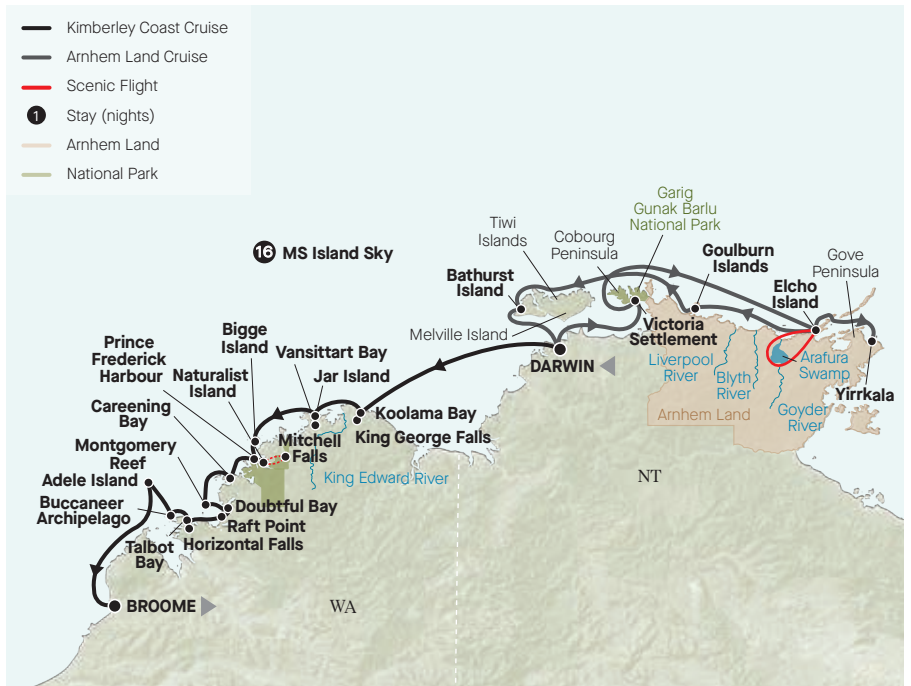 Kimberley Coast Cruise
Arnhem Land Cruise
Scenic Flight
1
Stay (nights)
Arnhem Land
National Park
16 MS Island Sky
Garig
Gunak Barlu
National Park
Tiwi
Islands
Cobourg
Peninsula
Bathurst
Island
Goulburn
Islands
Gove
Peninsula
Elcho
Island
Melville Island
Victoria
Settlement
DARWIN
Liverpool
River
Blyth
River
Arafura
Swamp
Goyder
River
Yirrkala
Arnhem Land
NT
Bigge
Island
Prince
Frederick
Harbour
Vansittart Bay
Naturalist
Island
Jar Island
Careening
Bay
Koolama Bay
King George Falls
Mitchell
Falls
Montgomery
Reef
King Edward River
Adele Island
Buccaneer
Archipelago
Doubtful Bay
Raft Point
Talbot
Bay
Horizontal Falls
BROOME
WA